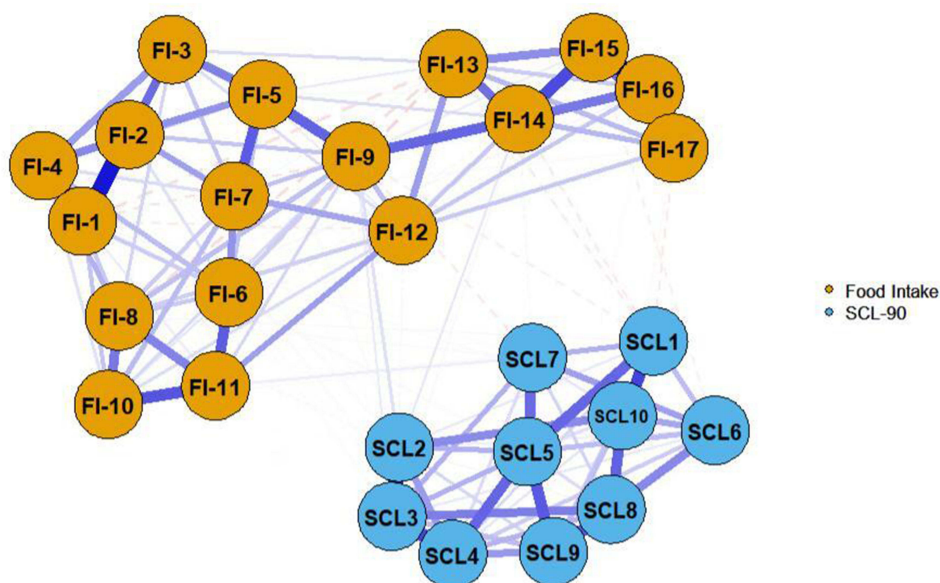 FI-3
FI-15
FI-13
FI-16
FI-5
FI-14
FI-2
FI-17
FI-9
FI-4
FI-7
FI-1
FI-12
FI-6
Food Intake
FI-8
SCL-90
SCL1
SCL7
FI-11
FI-10
SCL10
SCL6
SCL2
SCL5
SCL8
SCL3
SCL9
SCL4